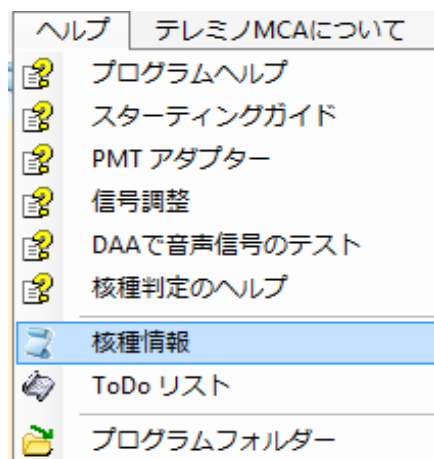 ヘルプ テレミノMCAについて
プログラムヘルプ
スターティングガイド
PMT アダプター
信号調整
DAAで音声信号のテスト
核種判定のヘルプ
核種情報
ToDo リスト
プログラムフォルダー